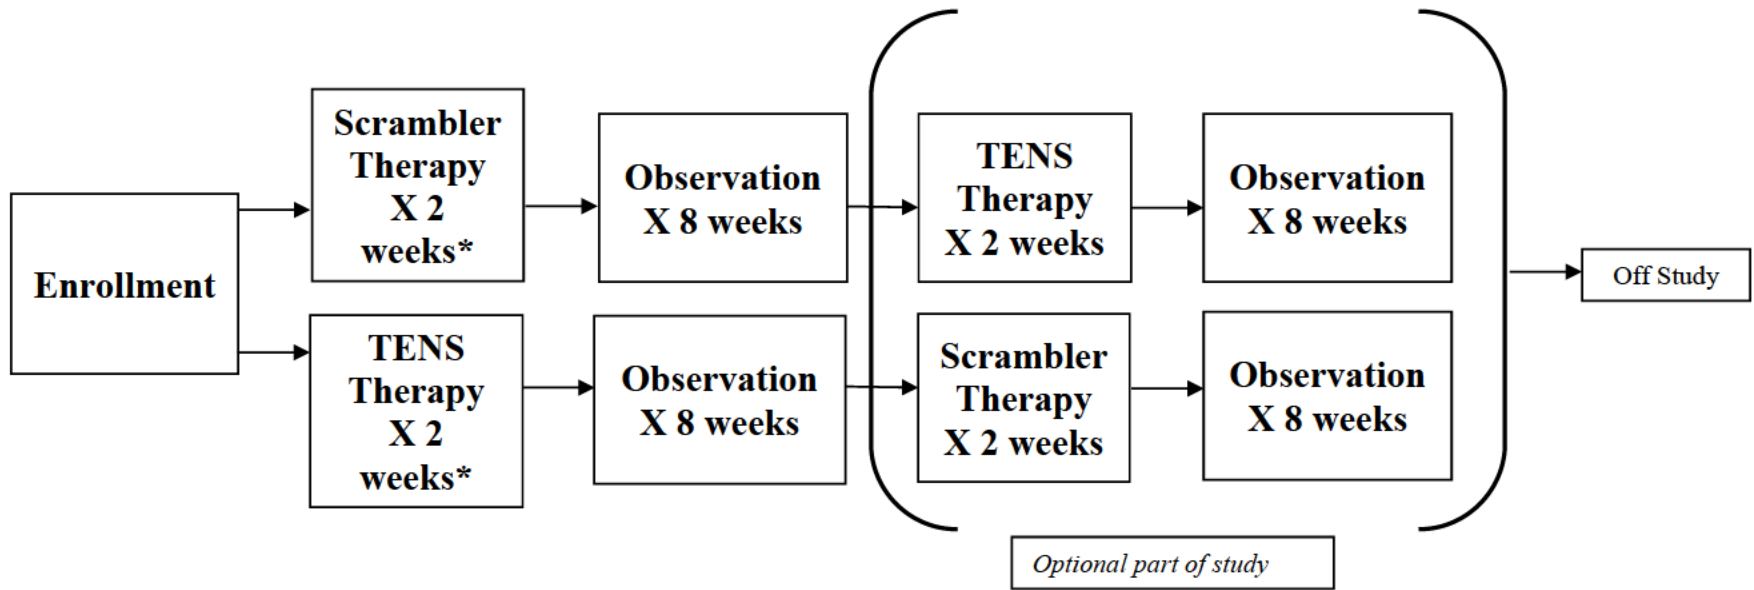 Enrollment
Scrambler
Therapy
X 2
weeks*
Observation
X 8 weeks
TENS
Therapy
X 2 weeks
Observation
X 8 weeks
TENS
Therapy
X 2
weeks*
Observation
X 8 weeks
Scrambler
Therapy
X 2 weeks
Observation
X 8 weeks
Off Study
Optional part of study